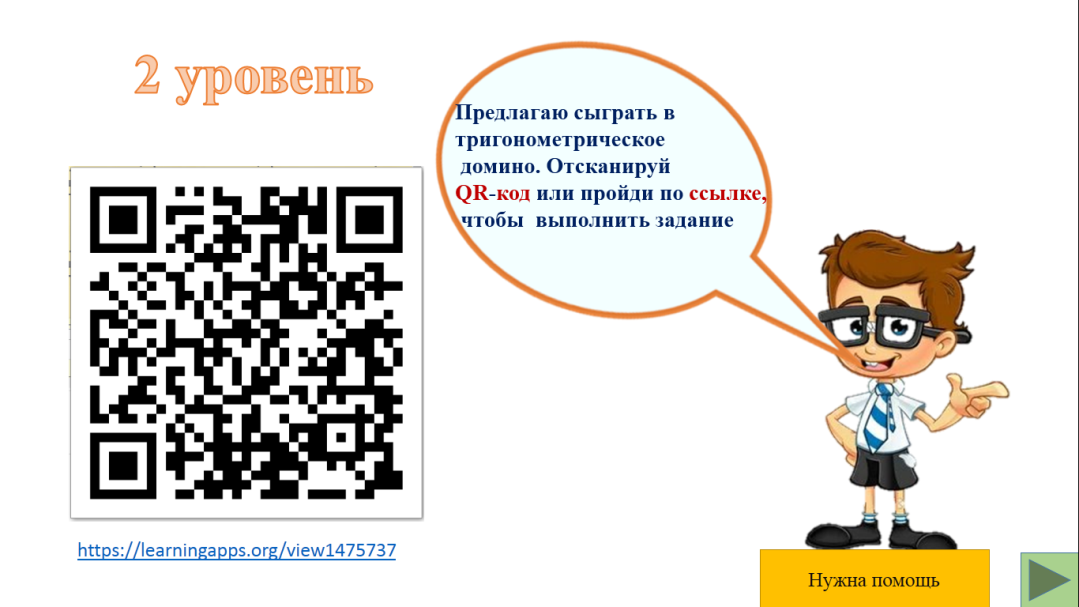 2 уровень
Предлагаю сыграть в
тригонометрическое
домино. Отсканируй
QR-код или пройди по ссылке,
чтобы выполнить задание
https://learningapps.org/view1475737
Нужна помощь